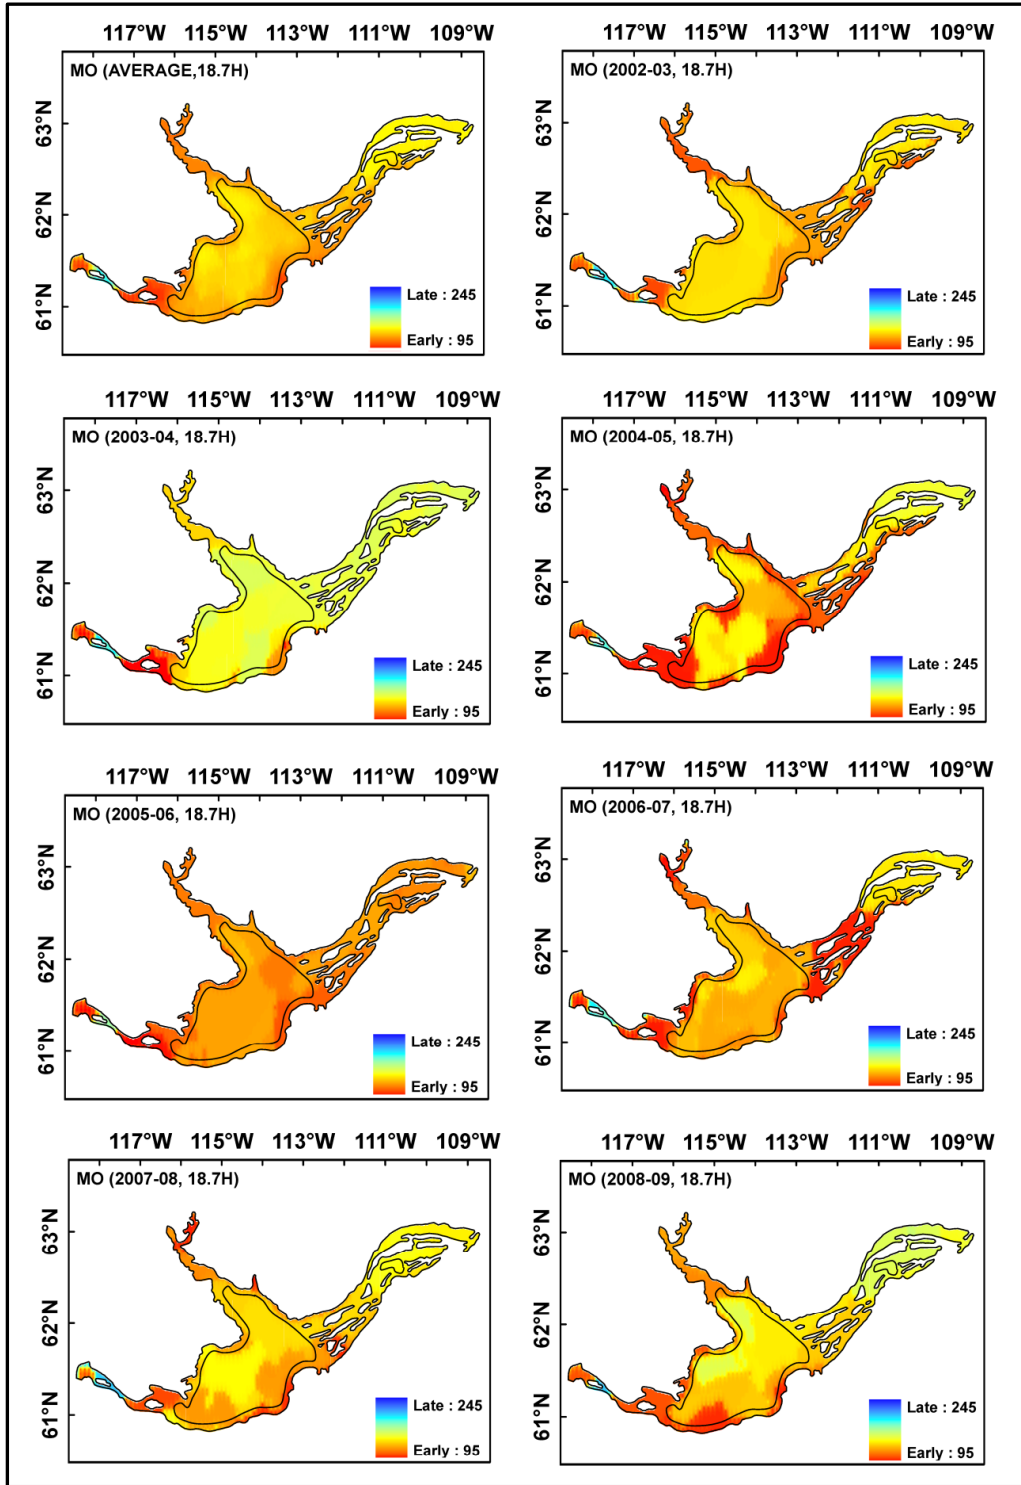 117°W 115°W 113°W 111°W 109°W
MO (AVERAGE,18.7H)
63°N
62°N
61°N
Late : 245
Early : 95
117°W 115°W 113°W 111°W 109°W
MO (2002-03, 18.7H)
63°N
62°N
61°N
Late : 245
Early : 95
117°W 115°W 113°W 111°W 109°W
MO (2003-04, 18.7H)
63°N
62°N
61°N
Late : 245
Early : 95
117°W 115°W 113°W 111°W 109°W
MO (2004-05, 18.7H)
63°N
62°N
61°N
Late : 245
Early : 95
117°W 115°W 113°W 111°W 109°W
MO (2005-06, 18.7H)
63°N
62°N
61°N
Late : 245
Early : 95
117°W 115°W 113°W 111°W 109°W
MO (2006-07, 18.7H)
63°N
62°N
61°N
Late : 245
Early : 95
117°W 115°W 113°W 111°W 109°W
MO (2007-08, 18.7H)
63°N
62°N
61°N
Late : 245
Early : 95
117°W 115°W 113°W 111°W 109°W
MO (2008-09, 18.7H)
63°N
62°N
61°N
Late : 245
Early : 95